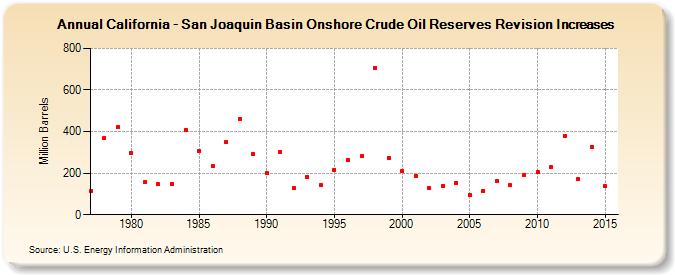 Annual California - San Joaquin Basin Onshore Crude Oil Reserves Revision Increases
Million Barrels
800
600
400
200
0
1980 1985 1990 1995 2000 2005 2010 2015
Source: U.S. Energy Information Administration